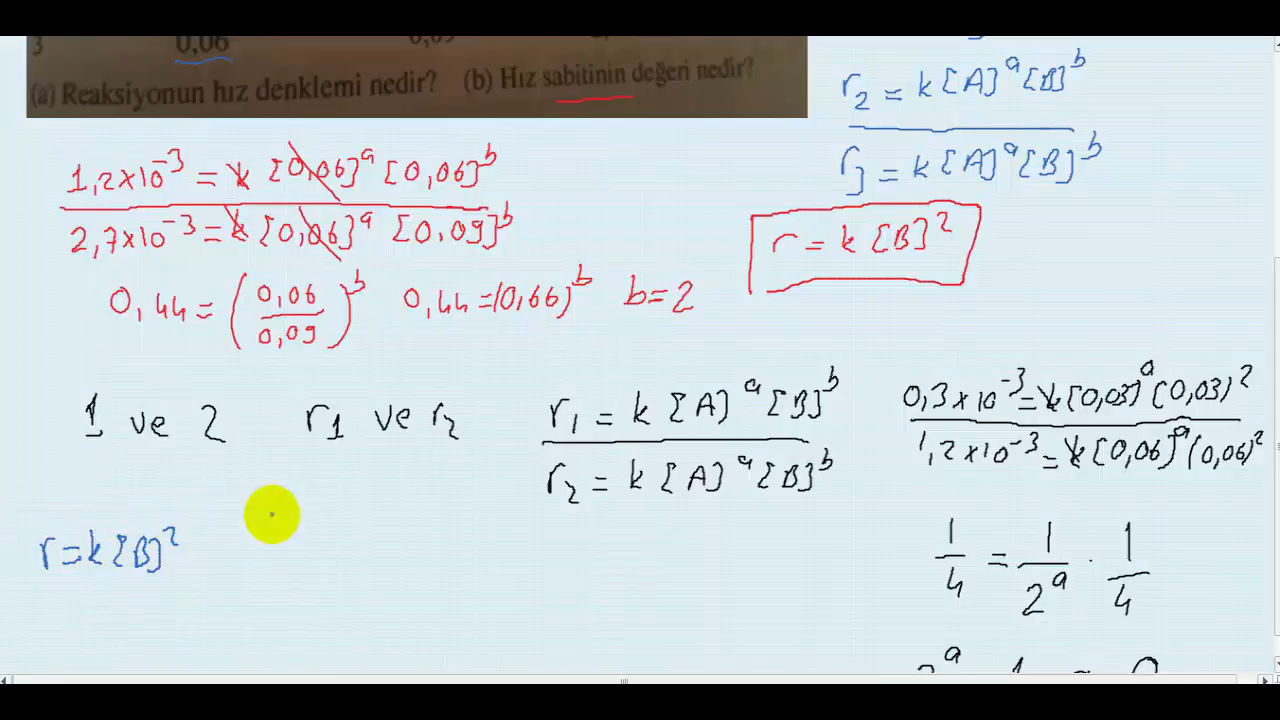 3 0,06
(a) Reaksiyonun hız denklemi nedir? (b) Hız sabitinin değeri nedir?
r₂ = k [A]ᵃ [B]ᵇ
r₃ = k [A]ᵃ [B]ᵇ
r = k [B]²
1,2x10⁻³ = k [0,06]ᵃ [0,06]ᵇ
2,7x10⁻³ = k [0,06]ᵃ [0,09]ᵇ
0,44 = (0,06/0,09)ᵇ 0,44 = (0,66)ᵇ b = 2
1 ve 2 r1 ve r₂
r₁ = k [A]ᵃ [B]ᵇ
r₂ = k [A]ᵃ [B]ᵇ
0,3x10⁻³ = k [0,03]ᵃ [0,03)²
1,2x10⁻³ = k [0,06]ᵃ (0,06)²
1/4 = 1/2ᵃ · 1/4
r = k [B]²